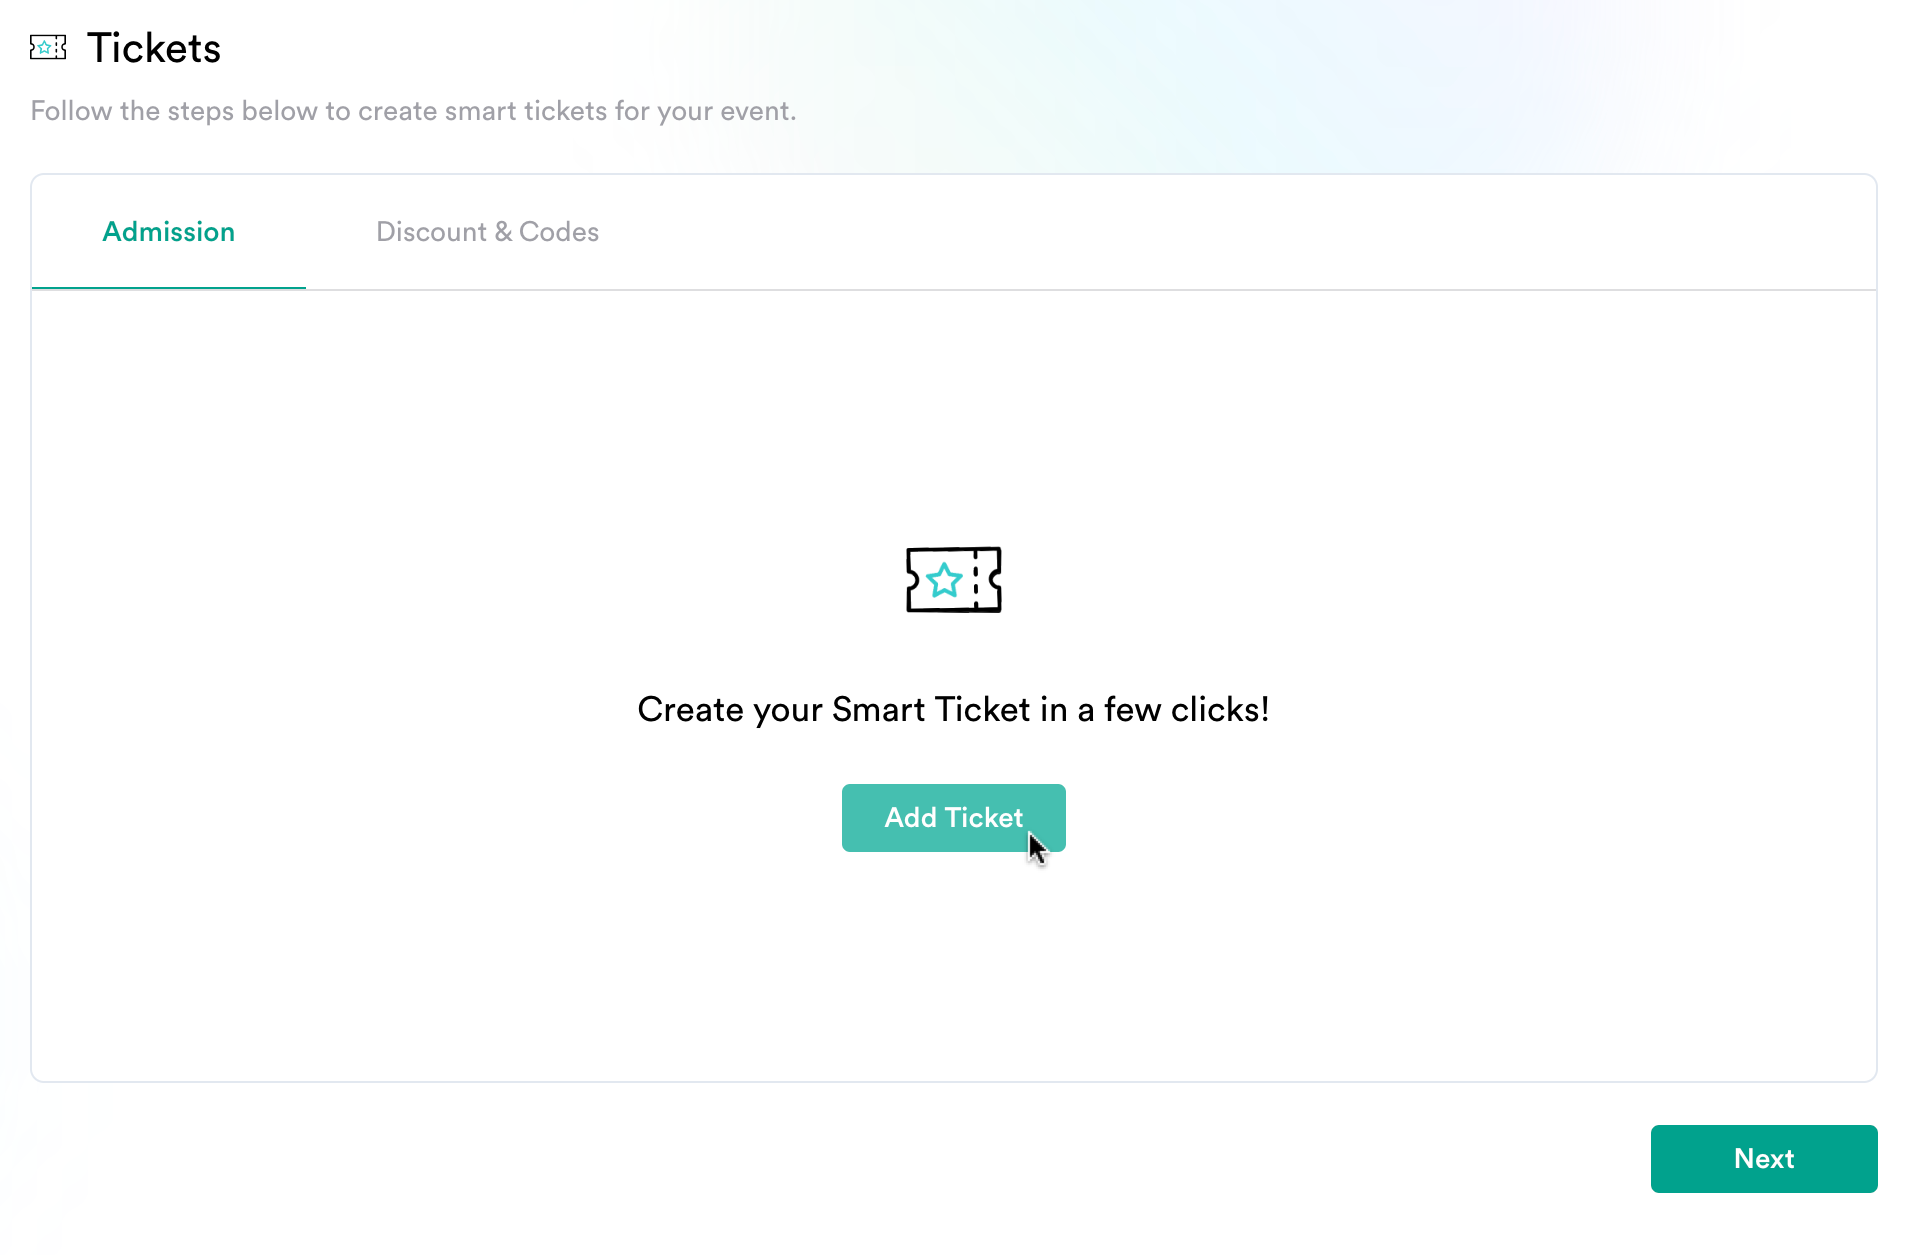 Tickets
Follow the steps below to create smart tickets for your event.
Admission
Discount & Codes
Create your Smart Ticket in a few clicks!
Add Ticket
Next